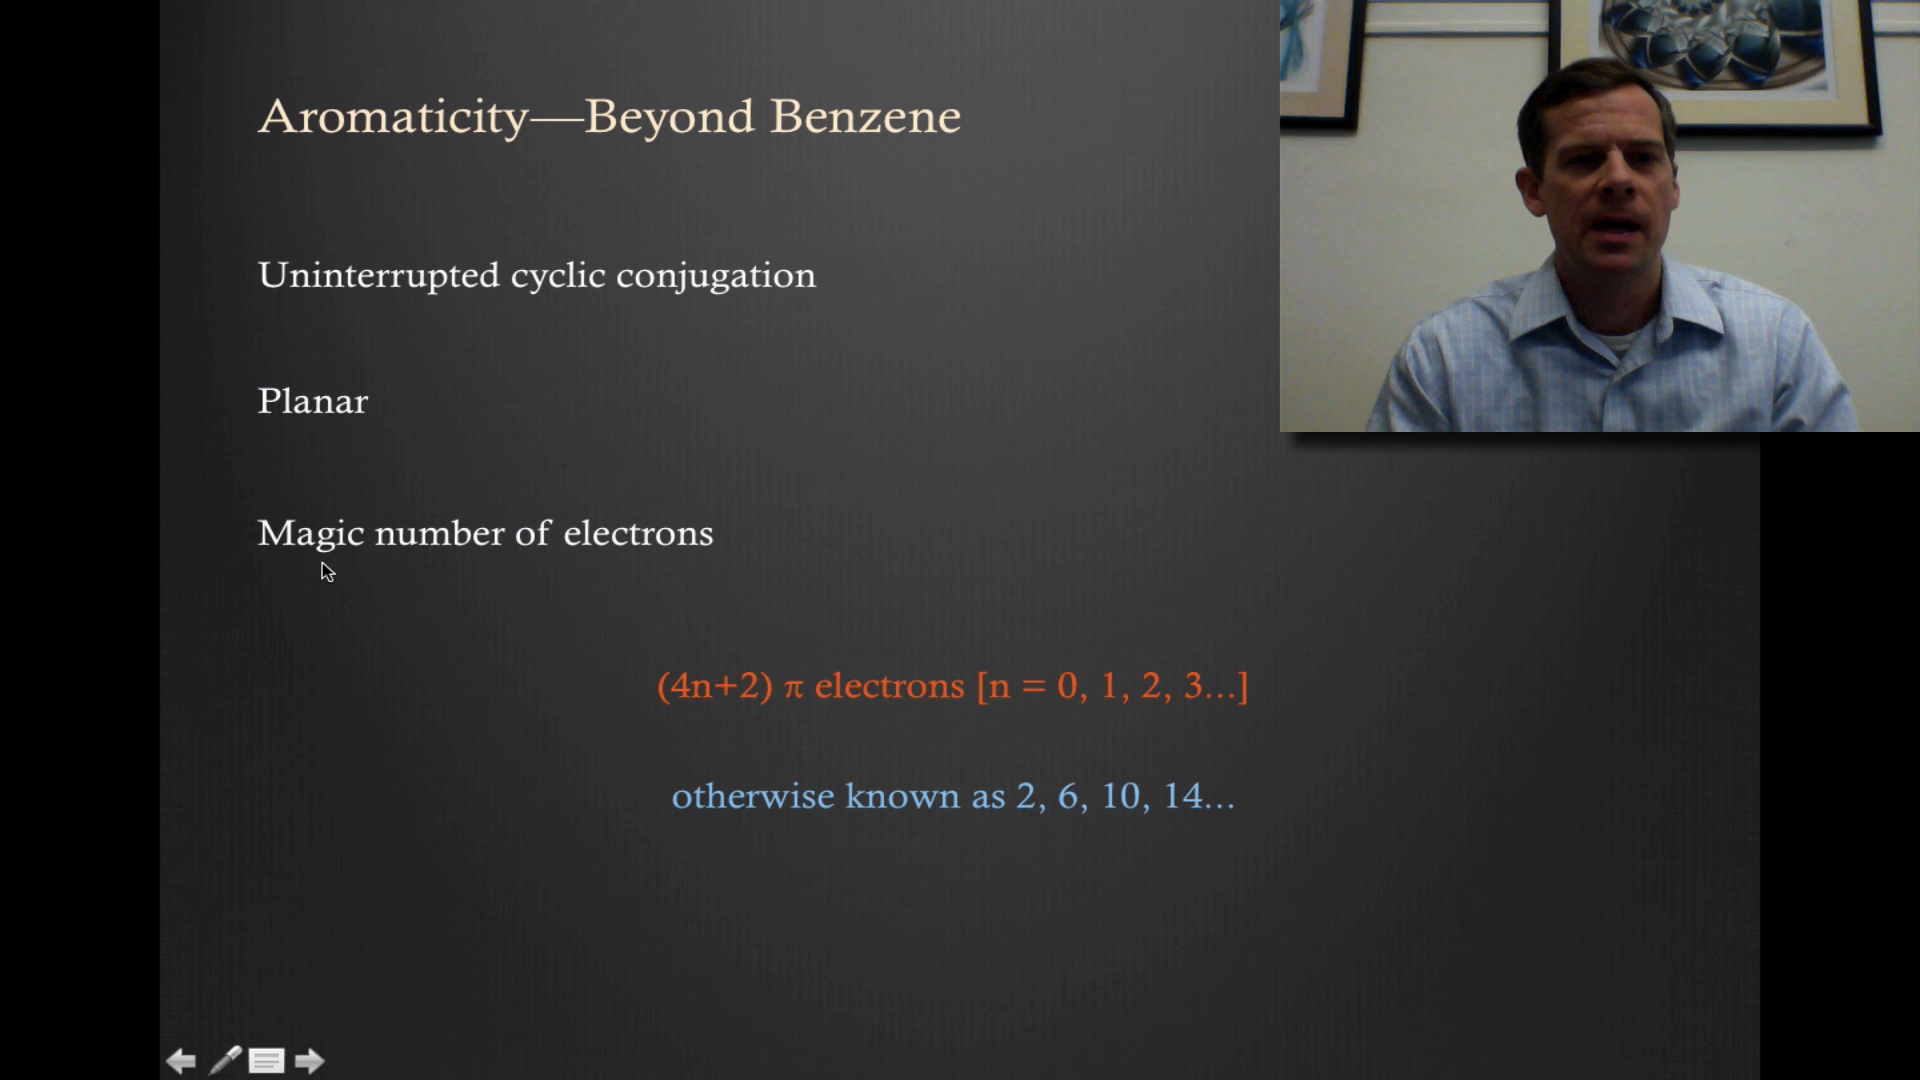 Aromaticity—Beyond Benzene
Uninterrupted cyclic conjugation
Planar
Magic number of electrons
(4n+2) π electrons [n = 0, 1, 2, 3...]
otherwise known as 2, 6, 10, 14...